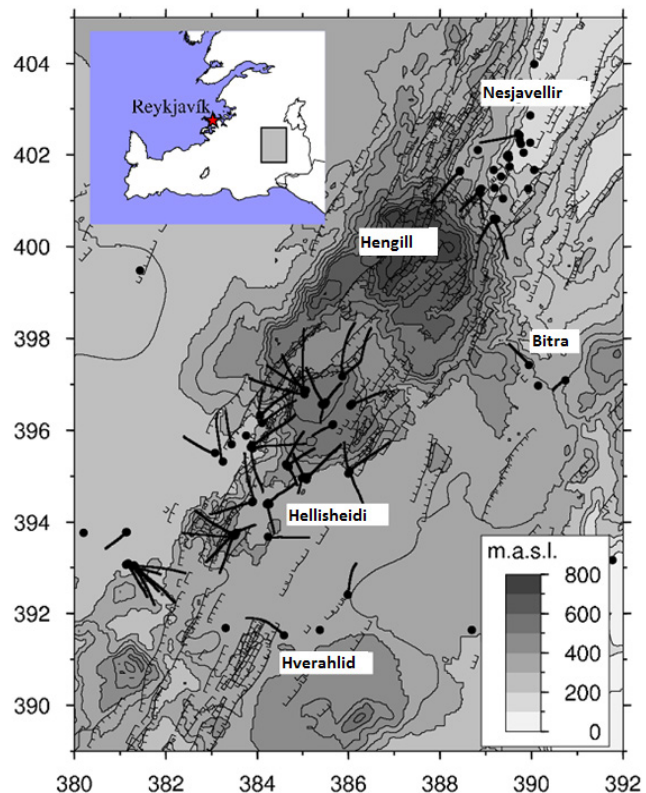 404
402
400
398
396
394
392
390
380
382
384
386
388
390
392
Reykjavík
Nesjavellir
Hengill
Bitra
Hellisheidi
Hverahlid
m.a.s.l.
800
600
400
200
0